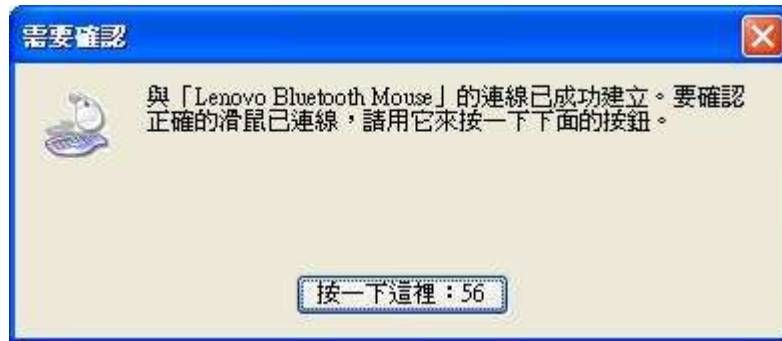 需要確認
與「Lenovo Bluetooth Mouse」的連線已成功建立。要確認
正確的滑鼠已連線，請用它來按一下下面的按鈕。
按一下這裡：56